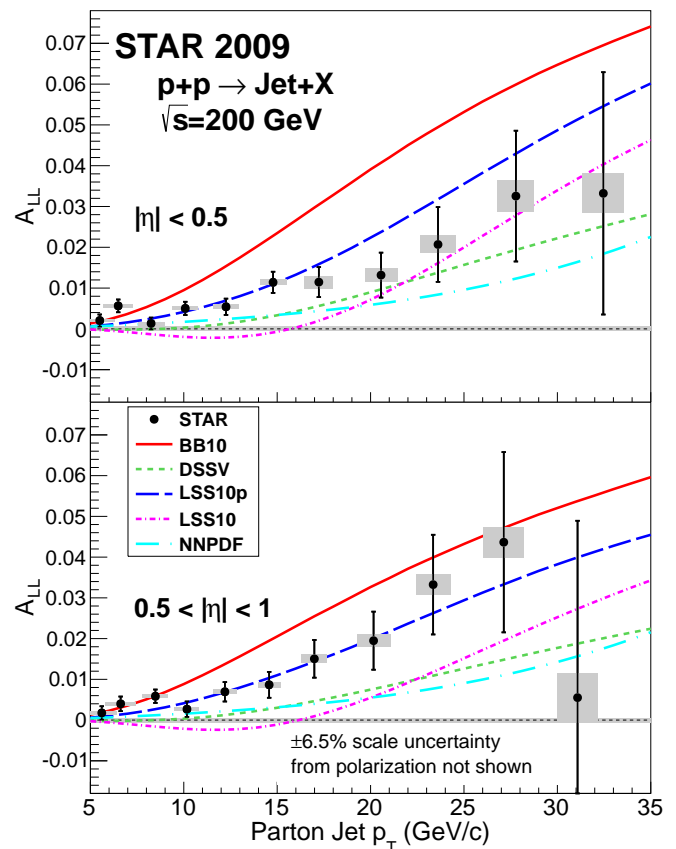 STAR 2009
p+p → Jet+X
√s=200 GeV
A_LL
|η| < 0.5
0.07
0.06
0.05
0.04
0.03
0.02
0.01
0
-0.01
STAR
BB10
DSSV
LSS10p
LSS10
NNPDF
A_LL
0.5 < |η| < 1
0.07
0.06
0.05
0.04
0.03
0.02
0.01
0
-0.01
±6.5% scale uncertainty
from polarization not shown
5 10 15 20 25 30 35
Parton Jet p_T (GeV/c)